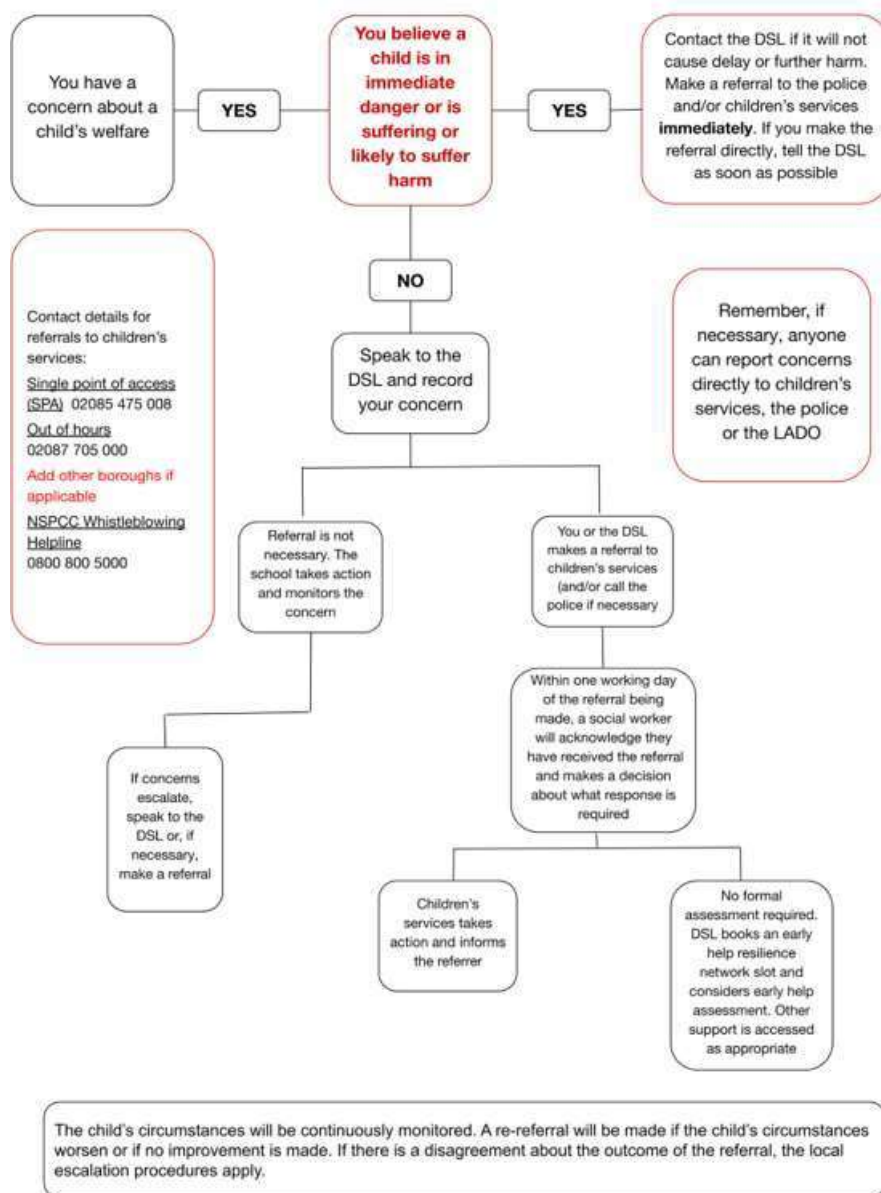 You have a
concern about a
child's welfare
YES
You believe a
child is in
immediate
danger or is
suffering or
likely to suffer
harm
YES
Contact the DSL if it will not
cause delay or further harm.
Make a referral to the police
and/or children's services
immediately. If you make the
referral directly, tell the DSL
as soon as possible
NO
Contact details for
referrals to children's
services:
Single point of access
(SPA) 02085 475 008
Out of hours
02087 705 000
Add other boroughs if
applicable
NSPCC Whistleblowing
Helpline
0800 800 5000
Speak to the
DSL and record
your concern
Remember, if
necessary, anyone
can report concerns
directly to children's
services, the police
or the LADO
Referral is not
necessary. The
school takes action
and monitors the
concern
You or the DSL
makes a referral to
children's services
(and/or call the
police if necessary
If concerns
escalate,
speak to the
DSL or, if
necessary,
make a referral
Within one working day
of the referral being
made, a social worker
will acknowledge they
have received the referral
and makes a decision
about what response is
required
Children's
services takes
action and informs
the referrer
No formal
assessment required.
DSL books an early
help resilience
network slot and
considers early help
assessment. Other
support is accessed
as appropriate
The child's circumstances will be continuously monitored. A re-referral will be made if the child's circumstances
worsen or if no improvement is made. If there is a disagreement about the outcome of the referral, the local
escalation procedures apply.